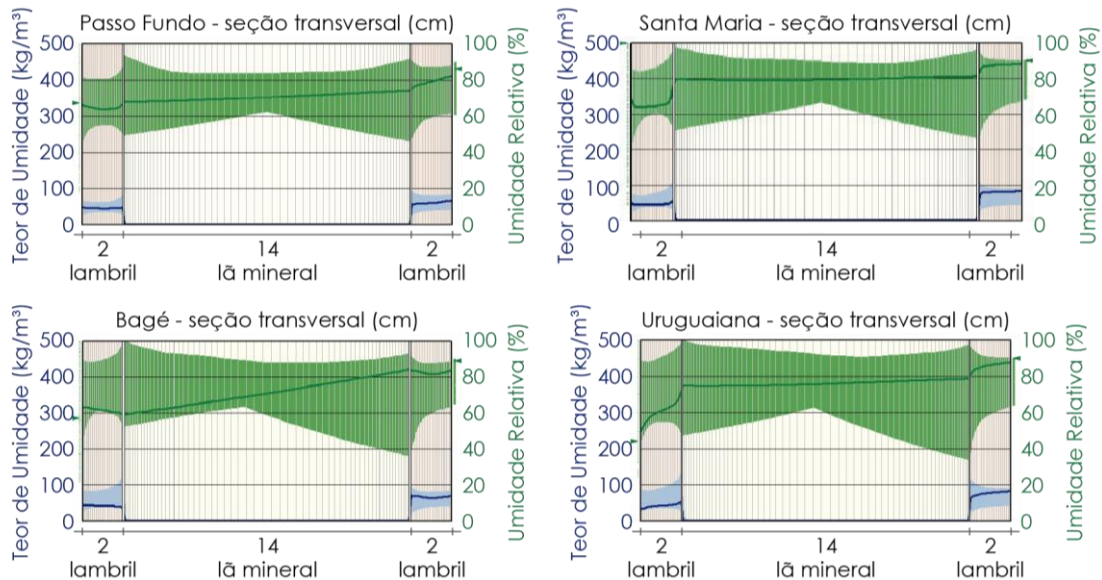 Passo Fundo - seção transversal (cm)
Teor de Umidade (kg/m³)
500
400
300
200
100
0
100
80
60
40
20
0
Umidade Relativa (%)
2
14
2
lambril
lã mineral
lambril
Santa Maria - seção transversal (cm)
Teor de Umidade (kg/m³)
500
400
300
200
100
0
100
80
60
40
20
0
Umidade Relativa (%)
2
14
2
lambril
lã mineral
lambril
Bagé - seção transversal (cm)
Teor de Umidade (kg/m³)
500
400
300
200
100
0
100
80
60
40
20
0
Umidade Relativa (%)
2
14
2
lambril
lã mineral
lambril
Uruguaiana - seção transversal (cm)
Teor de Umidade (kg/m³)
500
400
300
200
100
0
100
80
60
40
20
0
Umidade Relativa (%)
2
14
2
lambril
lã mineral
lambril